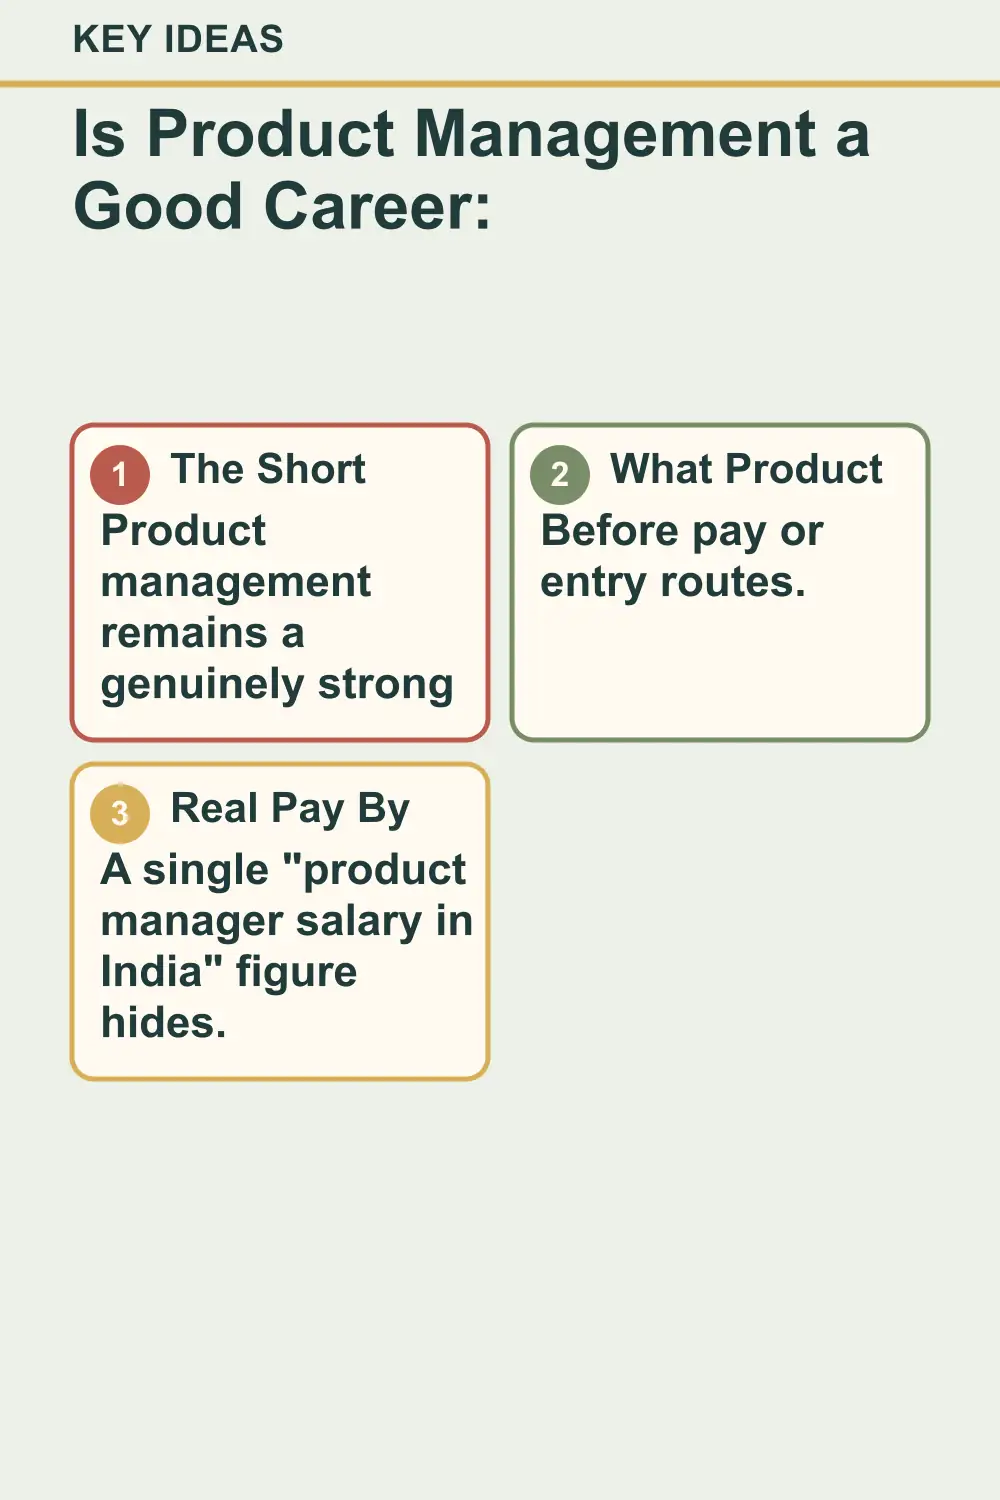 KEY IDEAS
Is Product Management a
Good Career:
1 The Short
Product
management
remains a
genuinely strong
2 What Product
Before pay or
entry routes.
3 Real Pay By
A single "product
manager salary in
India" figure
hides.